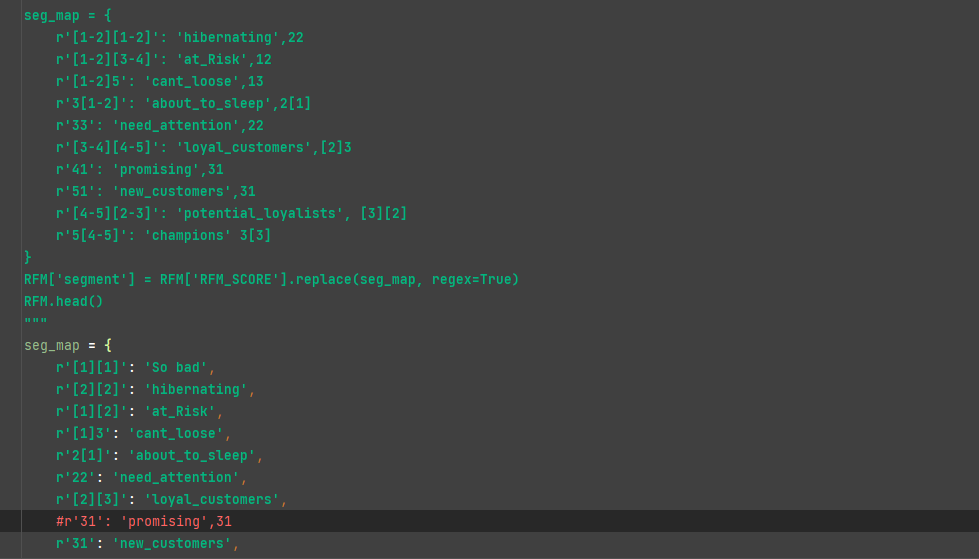 seg_map = {
    r'[1-2][1-2]': 'hibernating',22
    r'[1-2][3-4]': 'at_Risk',12
    r'[1-2]5': 'cant_loose',13
    r'3[1-2]': 'about_to_sleep',2[1]
    r'33': 'need_attention',22
    r'[3-4][4-5]': 'loyal_customers',[2]3
    r'41': 'promising',31
    r'51': 'new_customers',31
    r'[4-5][2-3]': 'potential_loyalists', [3][2]
    r'5[4-5]': 'champions' 3[3]
}
RFM['segment'] = RFM['RFM_SCORE'].replace(seg_map, regex=True)
RFM.head()
"""
seg_map = {
    r'[1][1]': 'So bad',
    r'[2][2]': 'hibernating',
    r'[1][2]': 'at_Risk',
    r'[1]3': 'cant_loose',
    r'2[1]': 'about_to_sleep',
    r'22': 'need_attention',
    r'[2][3]': 'loyal_customers',
    #r'31': 'promising',31
    r'31': 'new_customers',